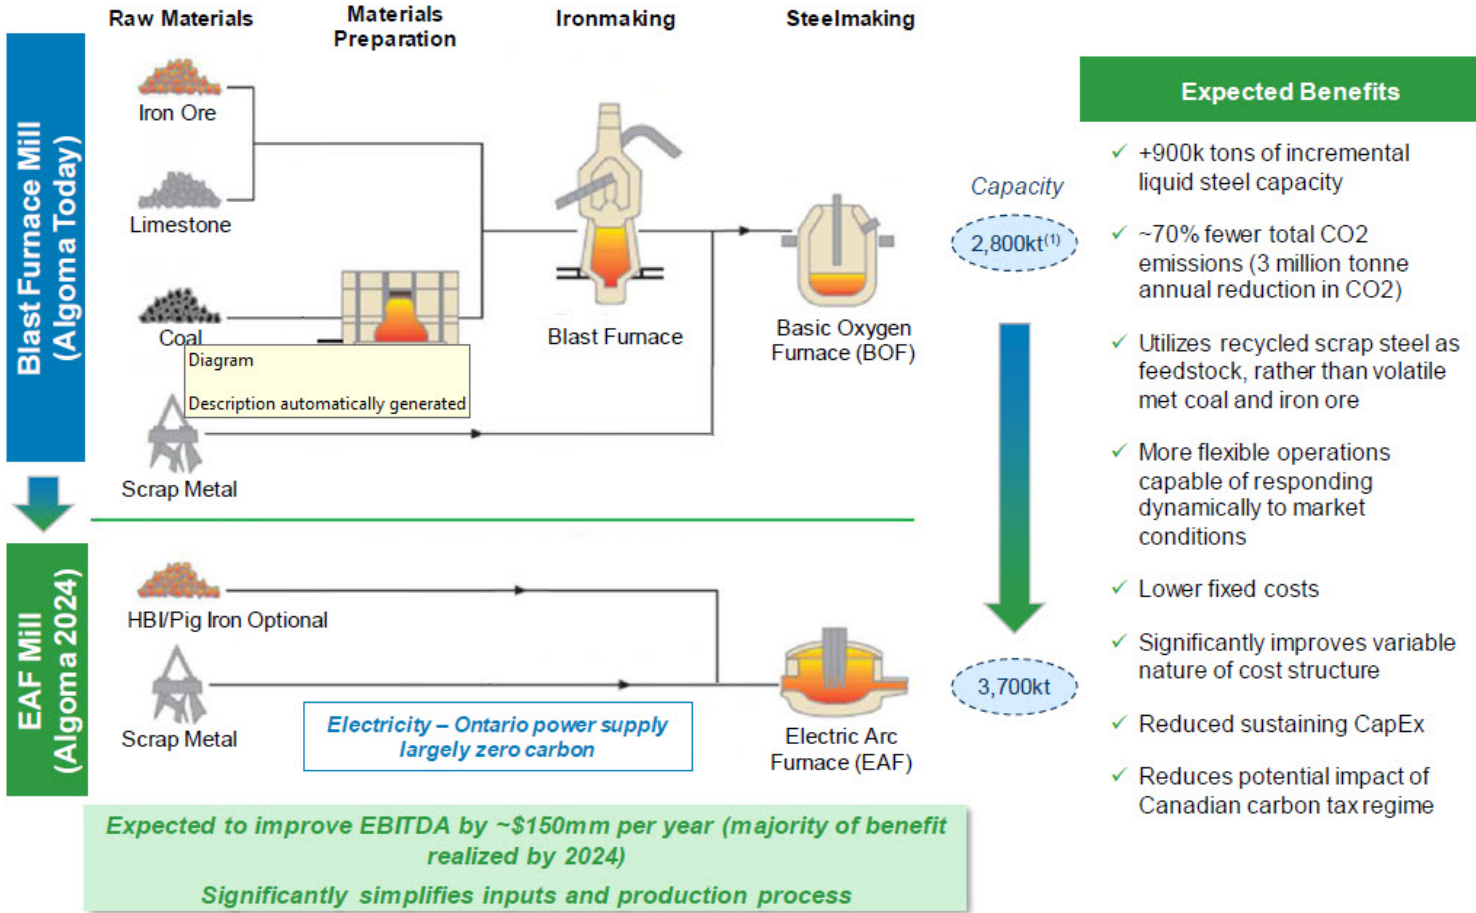 Raw Materials
Materials
Preparation
Ironmaking
Steelmaking
Blast Furnace Mill
(Algoma Today)
Iron Ore
Limestone
Coal
Diagram
Description automatically generated
Scrap Metal
Blast Furnace
Basic Oxygen
Furnace (BOF)
Capacity
2,800kt(1)
EAF Mill
(Algoma 2024)
HBI/Pig Iron Optional
Scrap Metal
Electricity – Ontario power supply
largely zero carbon
Electric Arc
Furnace (EAF)
3,700kt
Expected Benefits
✓ +900k tons of incremental
liquid steel capacity
✓ ~70% fewer total CO2
emissions (3 million tonne
annual reduction in CO2)
✓ Utilizes recycled scrap steel as
feedstock, rather than volatile
met coal and iron ore
✓ More flexible operations
capable of responding
dynamically to market
conditions
✓ Lower fixed costs
✓ Significantly improves variable
nature of cost structure
✓ Reduced sustaining CapEx
✓ Reduces potential impact of
Canadian carbon tax regime
Expected to improve EBITDA by ~$150mm per year (majority of benefit
realized by 2024)
Significantly simplifies inputs and production process